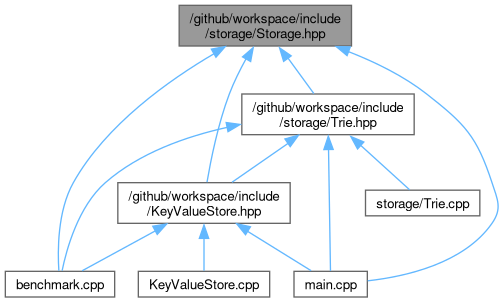 /github/workspace/include
/storage/Storage.hpp
/github/workspace/include
/storage/Trie.hpp
/github/workspace/include
/KeyValueStore.hpp
storage/Trie.cpp
benchmark.cpp
KeyValueStore.cpp
main.cpp